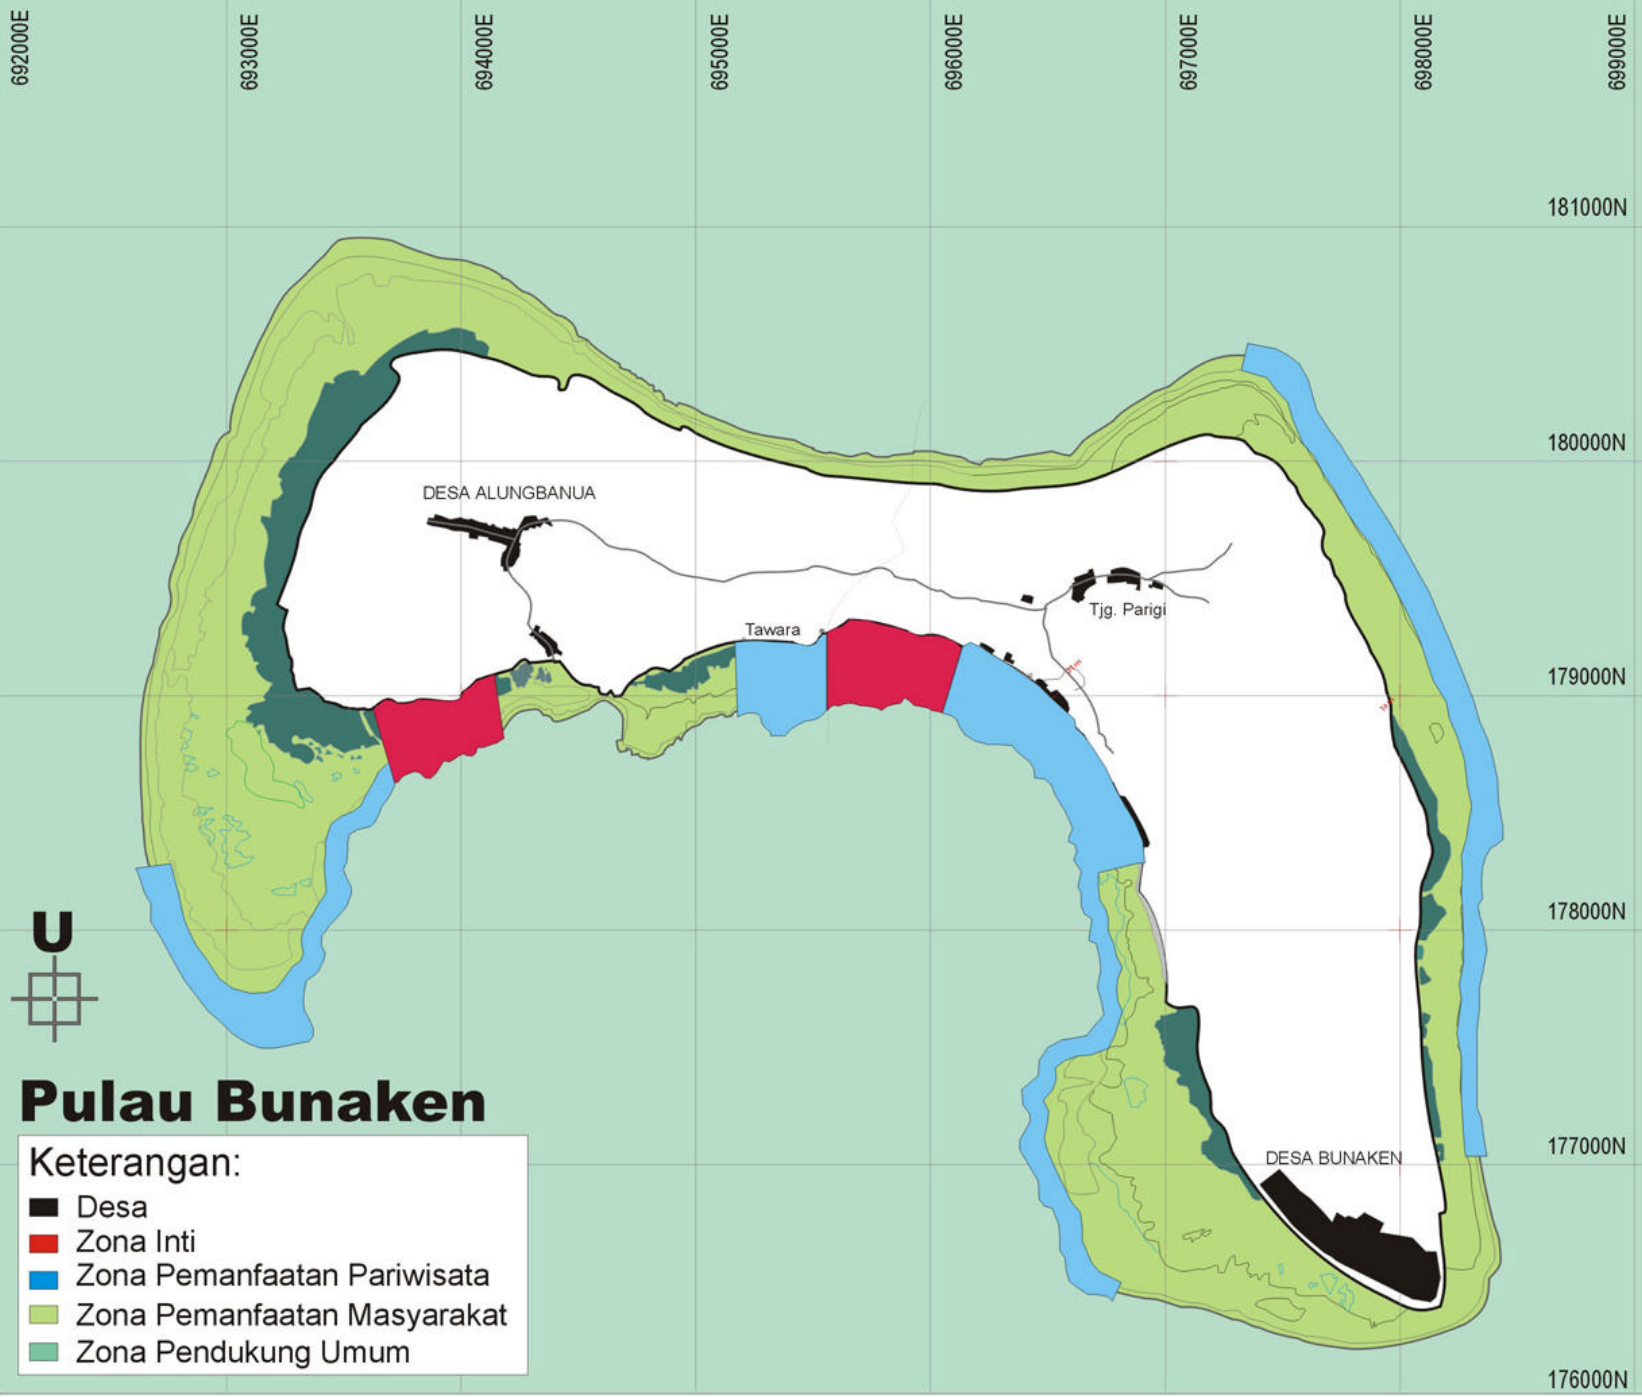 692000E
693000E
694000E
695000E
696000E
697000E
698000E
699000E
181000N
180000N
DESA ALUNGBANUA
Tjg. Parigi
Tawara
179000N
178000N
U
177000N
Pulau Bunaken
DESA BUNAKEN
Keterangan:
Desa
Zona Inti
Zona Pemanfaatan Pariwisata
Zona Pemanfaatan Masyarakat
Zona Pendukung Umum
176000N